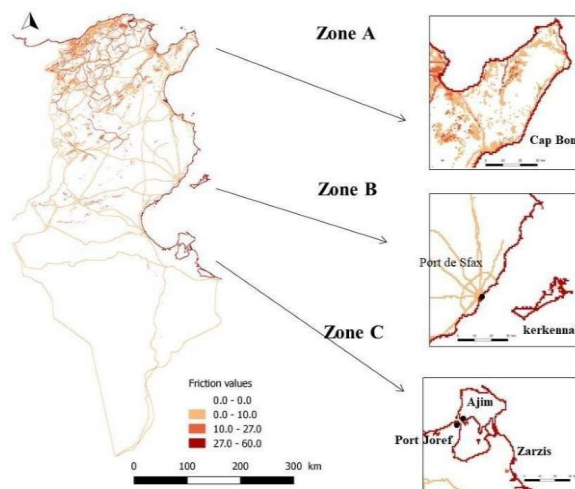 Zone A
Cap Bon
Zone B
Port de Sfax
kerkenna
Zone C
Ajim
Port Joref
Zarzis
Friction values
0.0 - 0.0
0.0 - 10.0
10.0 - 27.0
27.0 - 60.0
0 100 200 300 km